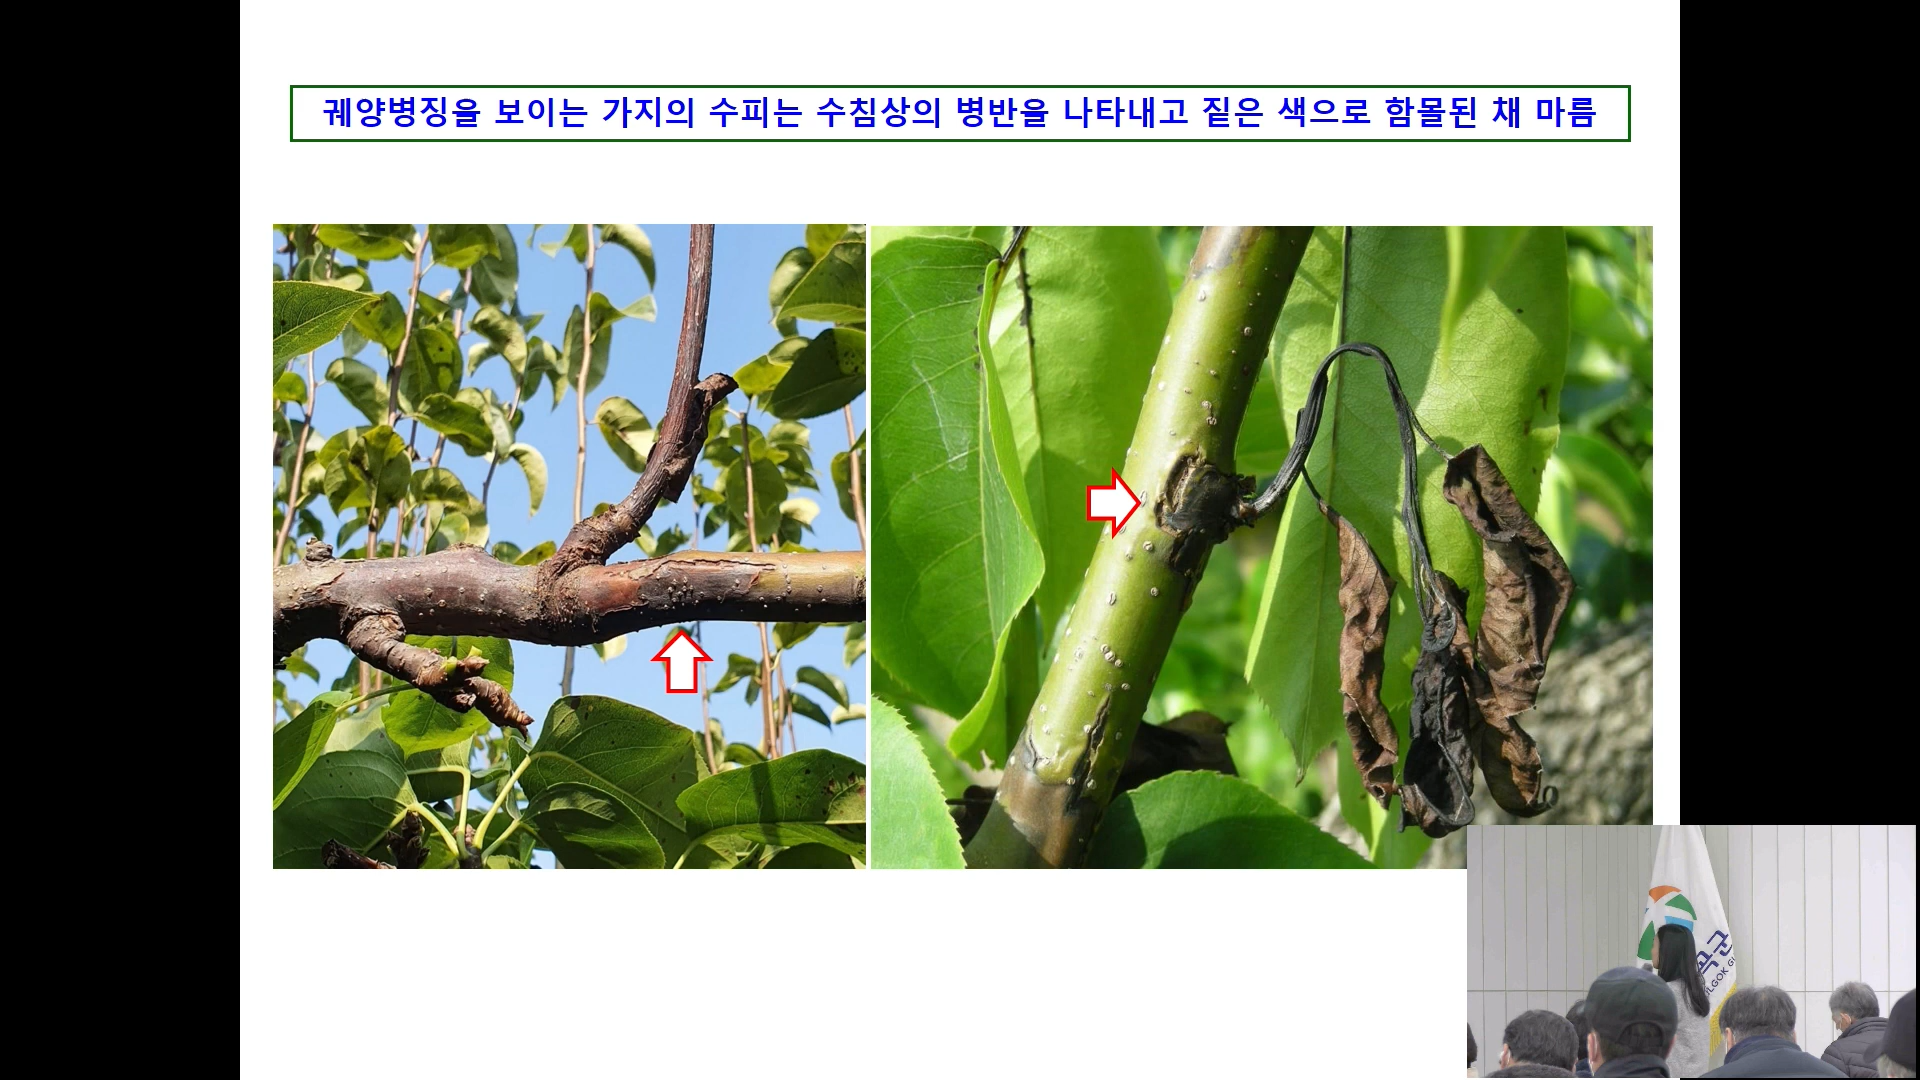 궤양병징을 보이는 가지의 수피는 수침상의 병반을 나타내고 짙은 색으로 함몰된 채 마름